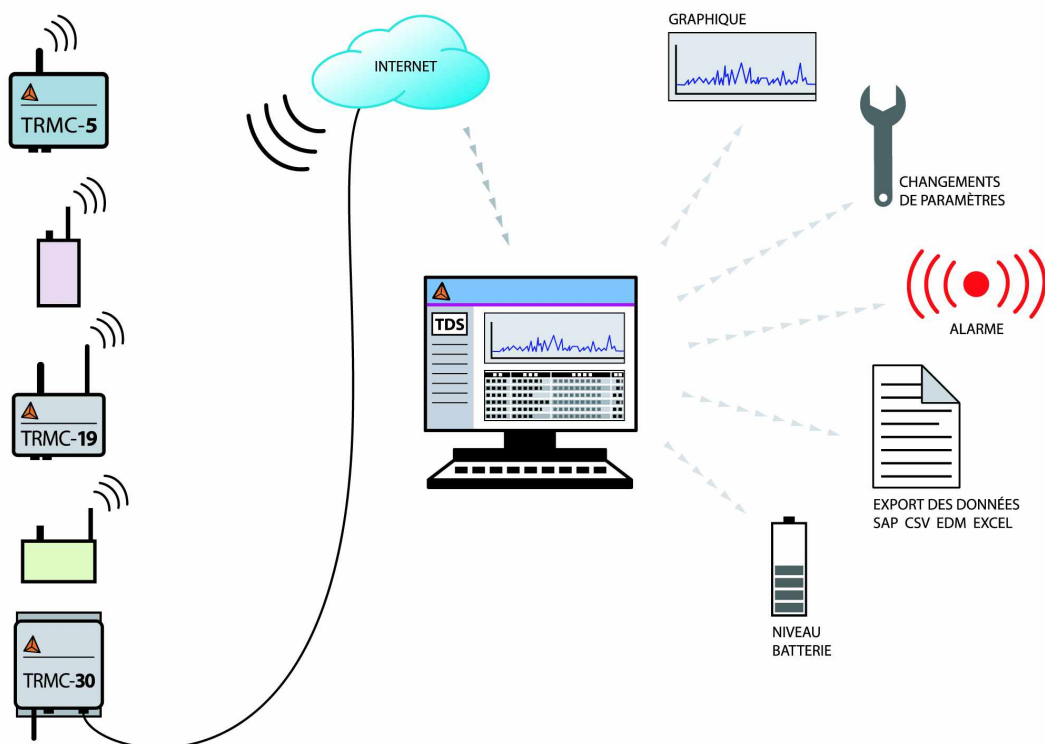 TRMC-5
TRMC-19
TRMC-30
INTERNET
TDS
GRAPHIQUE
CHANGEMENTS
DE PARAMÈTRES
ALARME
EXPORT DES DONNÉES
SAP CSV EDM EXCEL
NIVEAU
BATTERIE